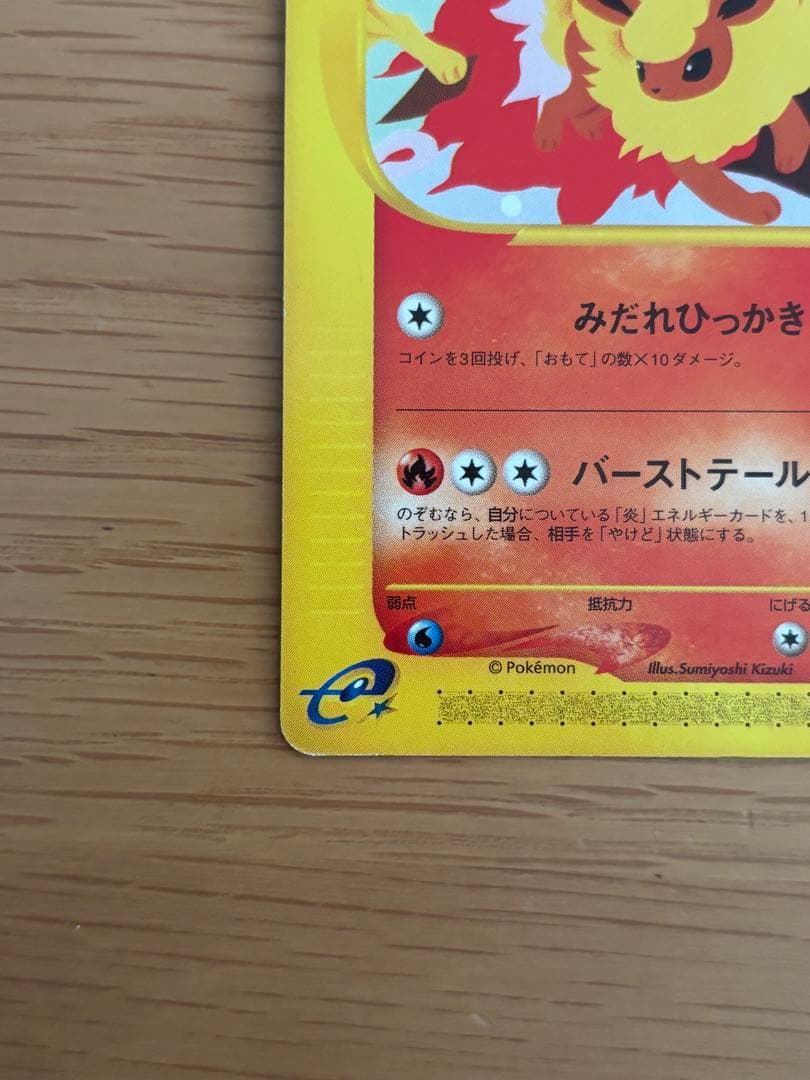 みだれひっかき
コインを3回投げ、「おもて」の数×10ダメージ。
バーストテール
のぞむなら、自分についている「炎」エネルギーカードを、1
トラッシュした場合、相手を「やけど」状態にする。
弱点 抵抗力 にげる
© Pokémon Illus.Sumiyoshi Kizuki
e